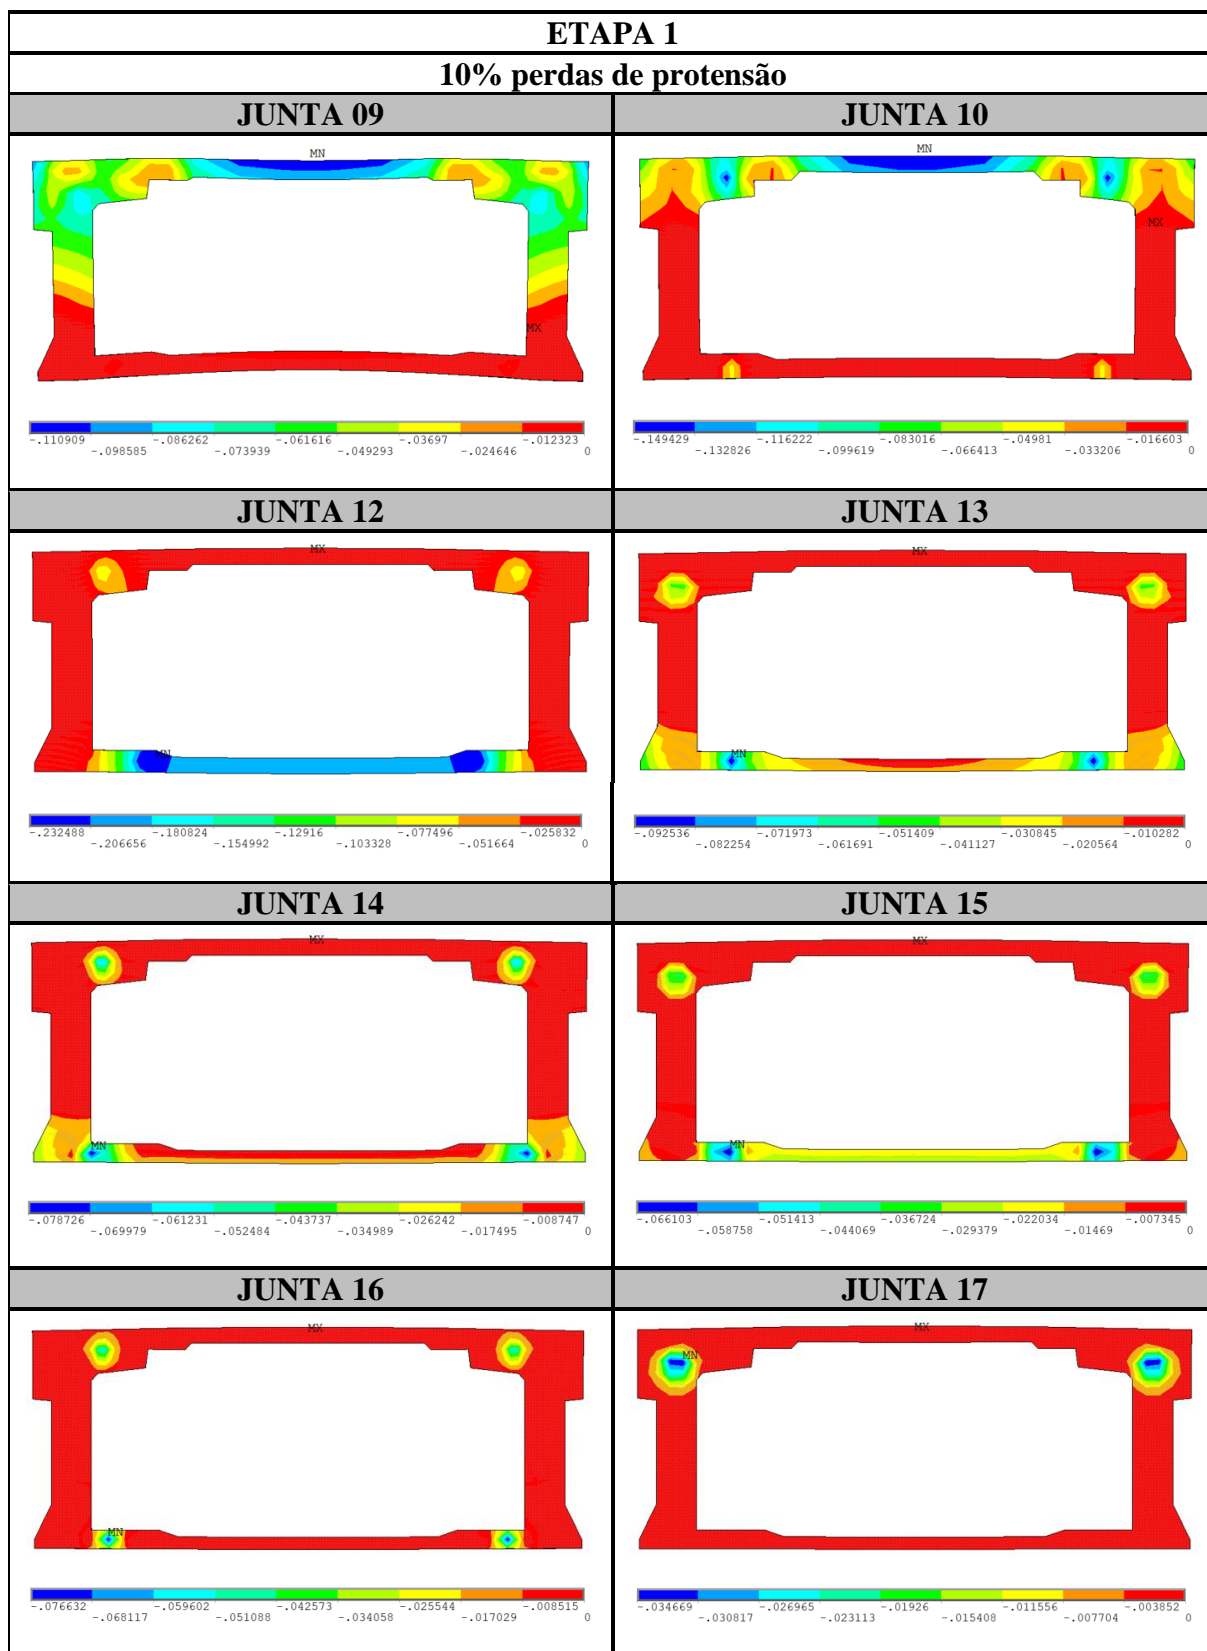 ETAPA 1
10% perdas de protensão
JUNTA 09 JUNTA 10
MN MN
MX
MX
-.110909 -.086262 -.061616 -.03697 -.012323
-.098585 -.073939 -.049293 -.024646 0
-.149429 -.116222 -.083016 -.04981 -.016603
-.132826 -.099619 -.066413 -.033206 0
JUNTA 12 JUNTA 13
MX MX
MN MN
-.232488 -.180824 -.12916 -.077496 -.025832
-.206656 -.154992 -.103328 -.051664 0
-.092536 -.071973 -.051409 -.030845 -.010282
-.082254 -.061691 -.041127 -.020564 0
JUNTA 14 JUNTA 15
MX MX
MN MN
-.078726 -.061231 -.043737 -.026242 -.008747
-.069979 -.052484 -.034989 -.017495 0
-.066103 -.051413 -.036724 -.022034 -.007345
-.058758 -.044069 -.029379 -.01469 0
JUNTA 16 JUNTA 17
MX MX
MN
MN
-.076632 -.059602 -.042573 -.025544 -.008515
-.068117 -.051088 -.034058 -.017029 0
-.034669 -.026965 -.01926 -.011556 -.003852
-.030817 -.023113 -.015408 -.007704 0